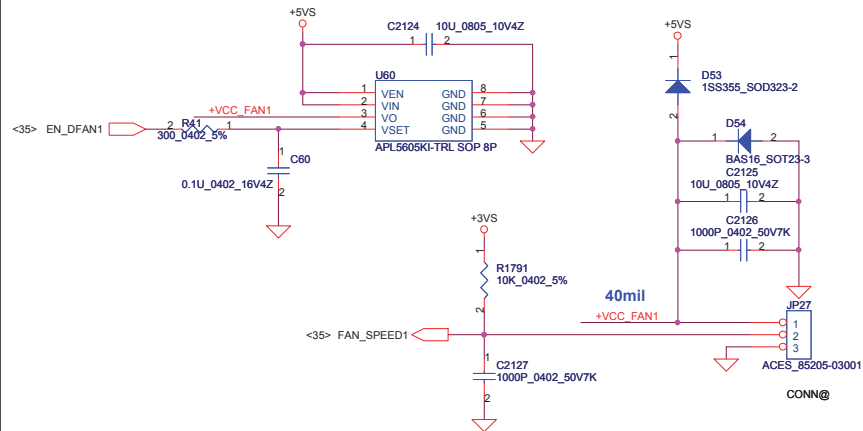 +5VS
C2124 10U_0805_10V4Z
1 2
U60
1 VEN GND 8
2 VIN GND 7
3 VO GND 6
4 VSET GND 5
APL5605KI-TRL SOP 8P
+VCC_FAN1
<35> EN_DFAN1
R41
2 1
300_0402_5%
1
C60
0.1U_0402_16V4Z
2
+5VS
1
D53
1SS355_SOD323-2
2
D54
1 2
BAS16_SOT23-3
C2125
10U_0805_10V4Z
1 2
C2126
1000P_0402_50V7K
1 2
+3VS
1
R1791
10K_0402_5%
2
40mil
+VCC_FAN1
<35> FAN_SPEED1
1
C2127
1000P_0402_50V7K
2
JP27
1
2
3
ACES_85205-03001
CONN@